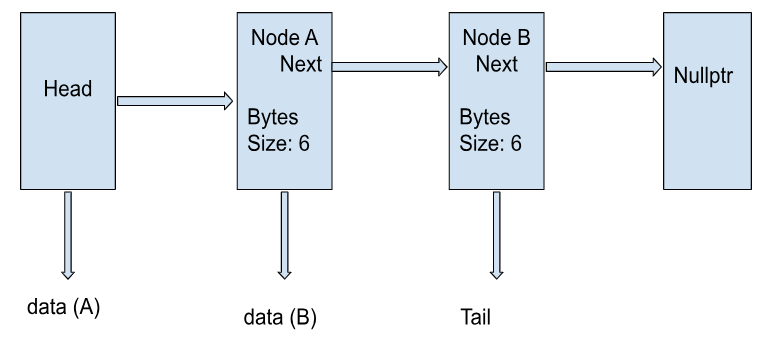 Head
Node A
Next
Bytes
Size: 6
Node B
Next
Bytes
Size: 6
Nullptr
data (A)
data (B)
Tail